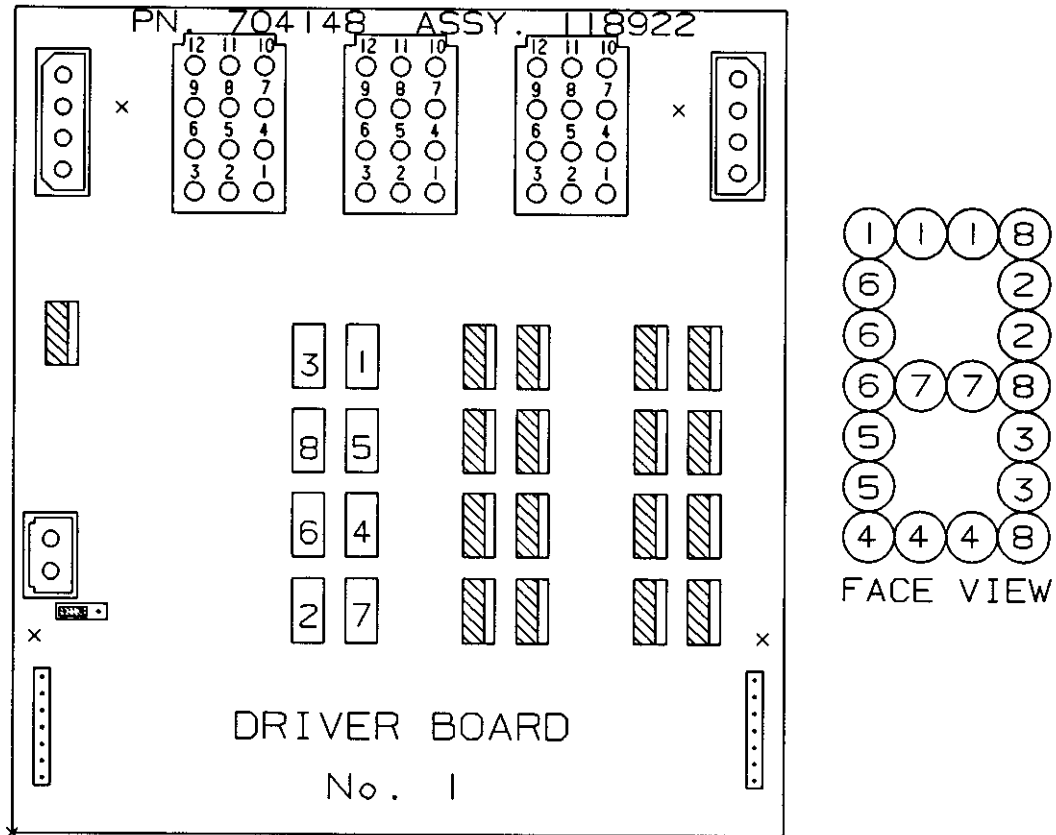 PN. 704148 ASSY. 118922
12 11 10 12 11 10 12 11 10
9 8 7 9 8 7 9 8 7
6 5 4 6 5 4 6 5 4
3 2 1 3 2 1 3 2 1
1 1 1 8
6 2
6 2
6 7 7 8
5 3
5 3
4 4 4 8
FACE VIEW
3 1
8 5
6 4
2 7
DRIVER BOARD
No. 1